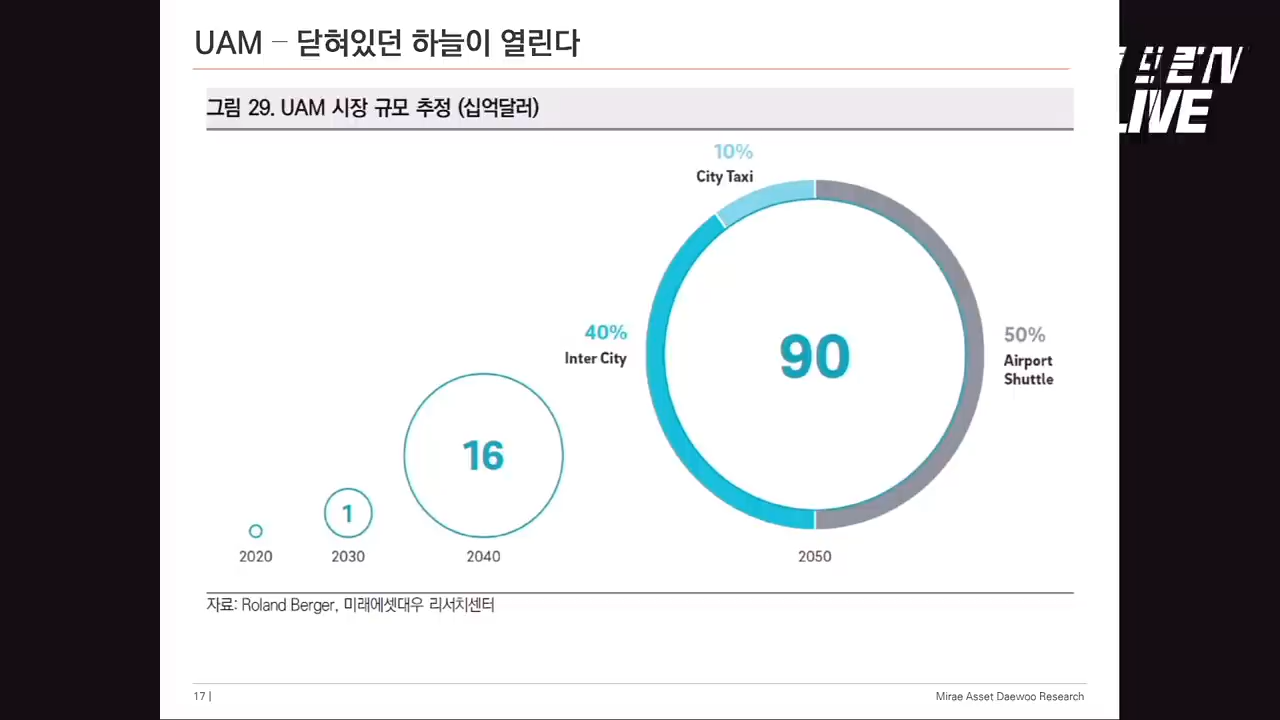 UAM – 닫혀있던 하늘이 열린다
그림 29. UAM 시장 규모 추정 (십억달러)
10%
City Taxi
40%
Inter City
90
50%
Airport
Shuttle
16
1
2020
2030
2040
2050
자료: Roland Berger, 미래에셋대우 리서치센터
17 |
Mirae Asset Daewoo Research
LIVE